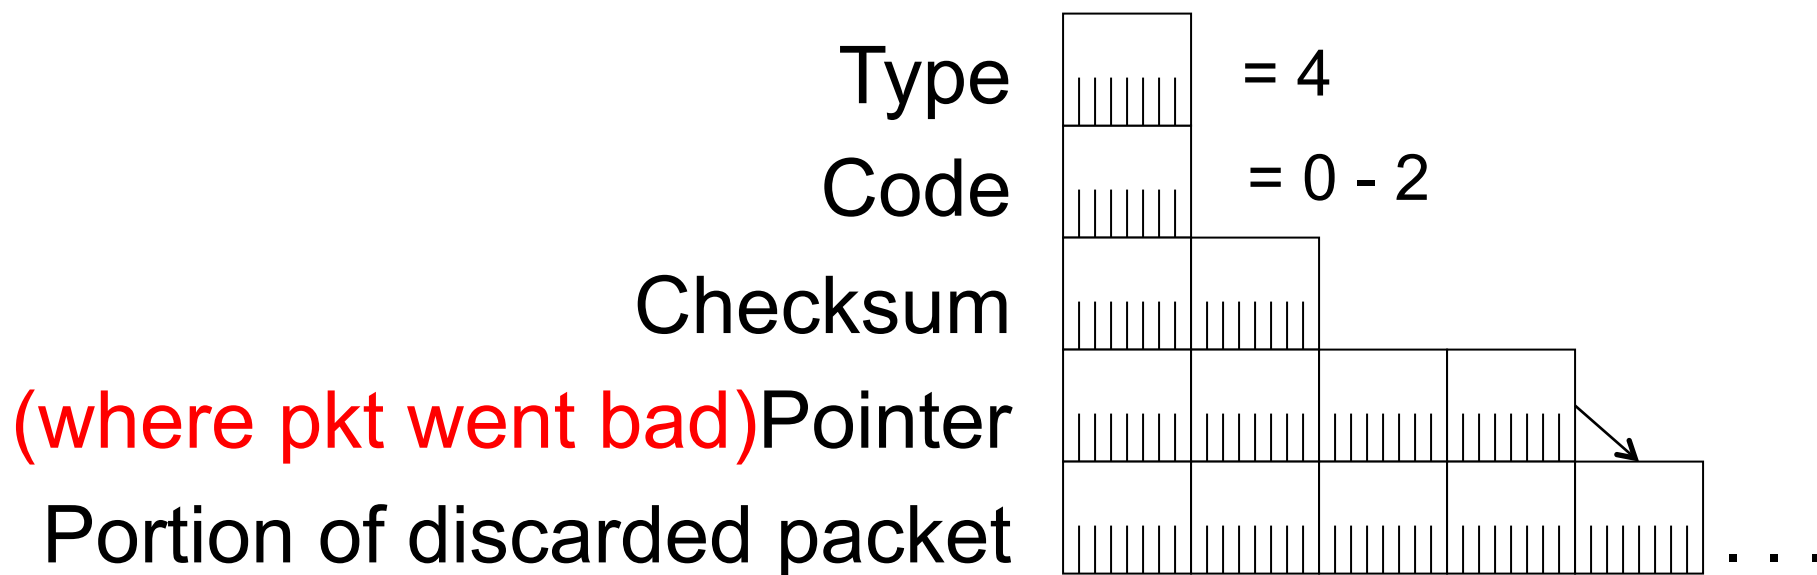 Type = 4
Code = 0 - 2
Checksum
(where pkt went bad)Pointer
Portion of discarded packet . . .